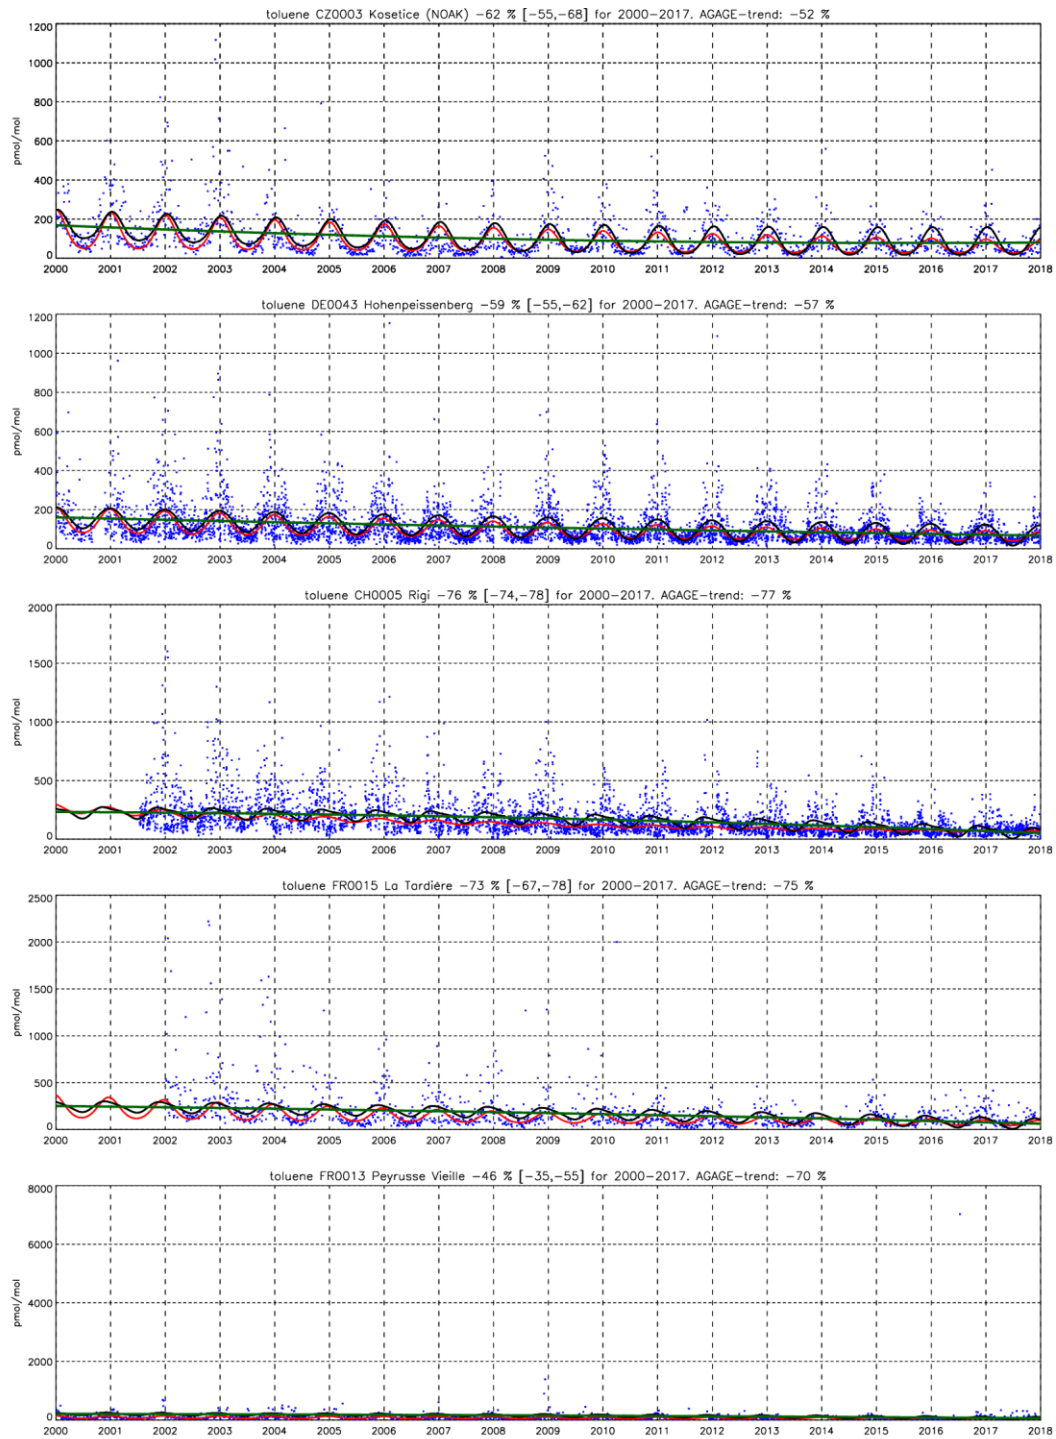 toluene CZ0003 Kosetice (NOAK) −62 % [−55,−68] for 2000−2017. AGAGE−trend: −52 %
1200
1000
800
600
400
200
0
pmol/mol
2000 2001 2002 2003 2004 2005 2006 2007 2008 2009 2010 2011 2012 2013 2014 2015 2016 2017 2018
toluene DE0043 Hohenpeissenberg −59 % [−55,−62] for 2000−2017. AGAGE−trend: −57 %
1200
1000
800
600
400
200
0
pmol/mol
2000 2001 2002 2003 2004 2005 2006 2007 2008 2009 2010 2011 2012 2013 2014 2015 2016 2017 2018
toluene CH0005 Rigi −76 % [−74,−78] for 2000−2017. AGAGE−trend: −77 %
2000
1500
1000
500
0
pmol/mol
2000 2001 2002 2003 2004 2005 2006 2007 2008 2009 2010 2011 2012 2013 2014 2015 2016 2017 2018
toluene FR0015 La Tardière −73 % [−67,−78] for 2000−2017. AGAGE−trend: −75 %
2500
2000
1500
1000
500
0
pmol/mol
2000 2001 2002 2003 2004 2005 2006 2007 2008 2009 2010 2011 2012 2013 2014 2015 2016 2017 2018
toluene FR0013 Peyrusse Vieille −46 % [−35,−55] for 2000−2017. AGAGE−trend: −70 %
8000
6000
4000
2000
0
pmol/mol
2000 2001 2002 2003 2004 2005 2006 2007 2008 2009 2010 2011 2012 2013 2014 2015 2016 2017 2018